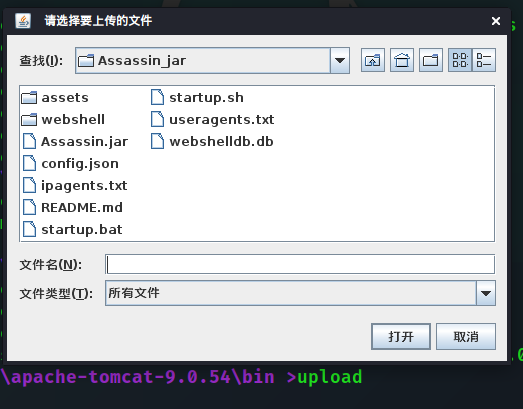 请选择要上传的文件
查找(I):
Assassin_jar
assets
webshell
Assassin.jar
config.json
ipagents.txt
README.md
startup.bat
startup.sh
useragents.txt
webshelldb.db
文件名(N):
文件类型(T):
所有文件
打开
取消
\apache-tomcat-9.0.54\bin >upload